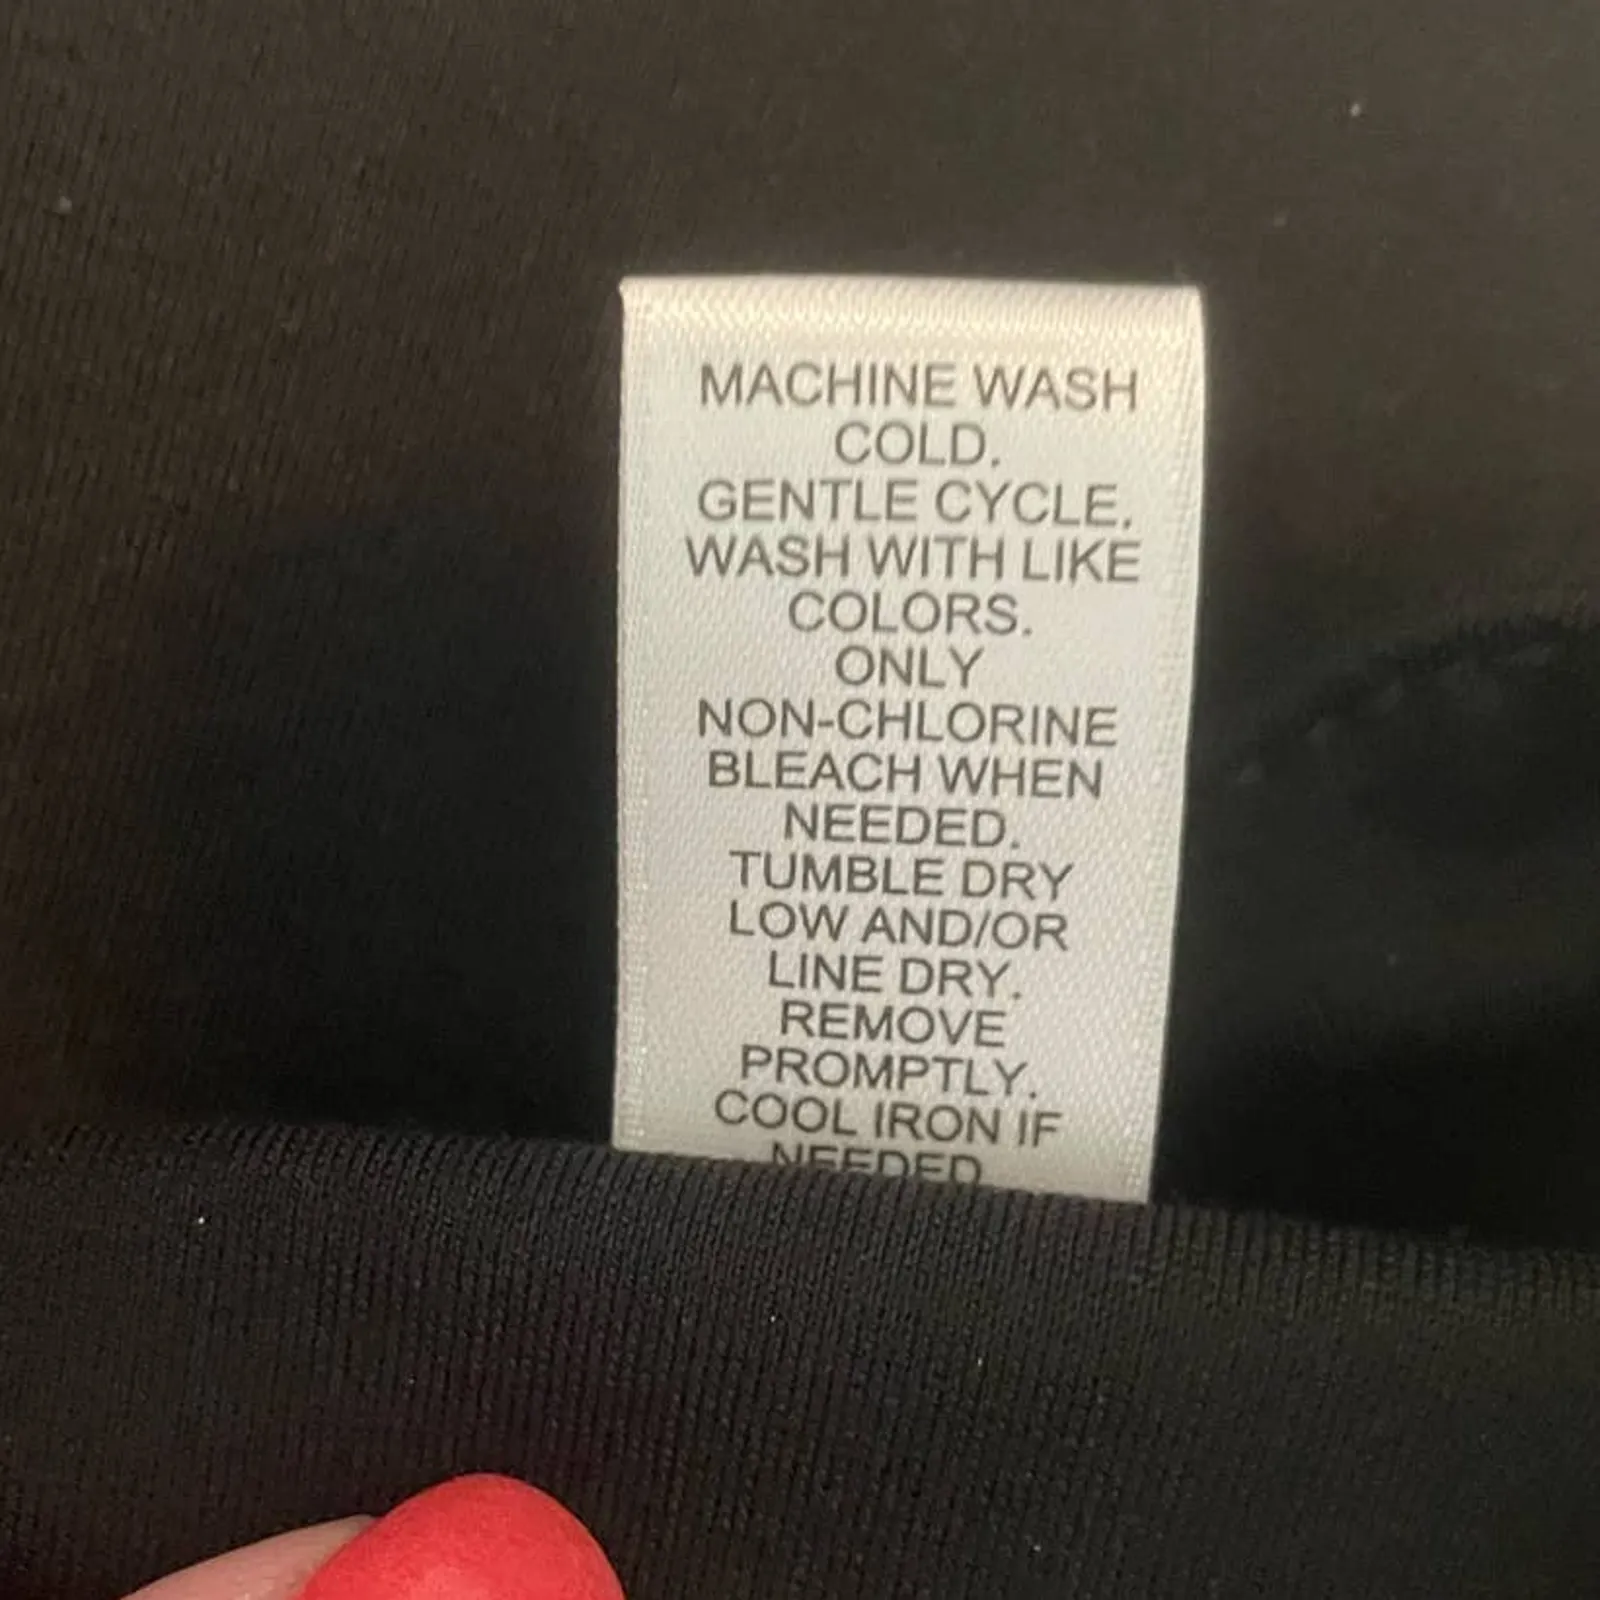 MACHINE WASH
COLD.
GENTLE CYCLE.
WASH WITH LIKE
COLORS.
ONLY
NON-CHLORINE
BLEACH WHEN
NEEDED.
TUMBLE DRY
LOW AND/OR
LINE DRY.
REMOVE
PROMPTLY.
COOL IRON IF
NEEDED